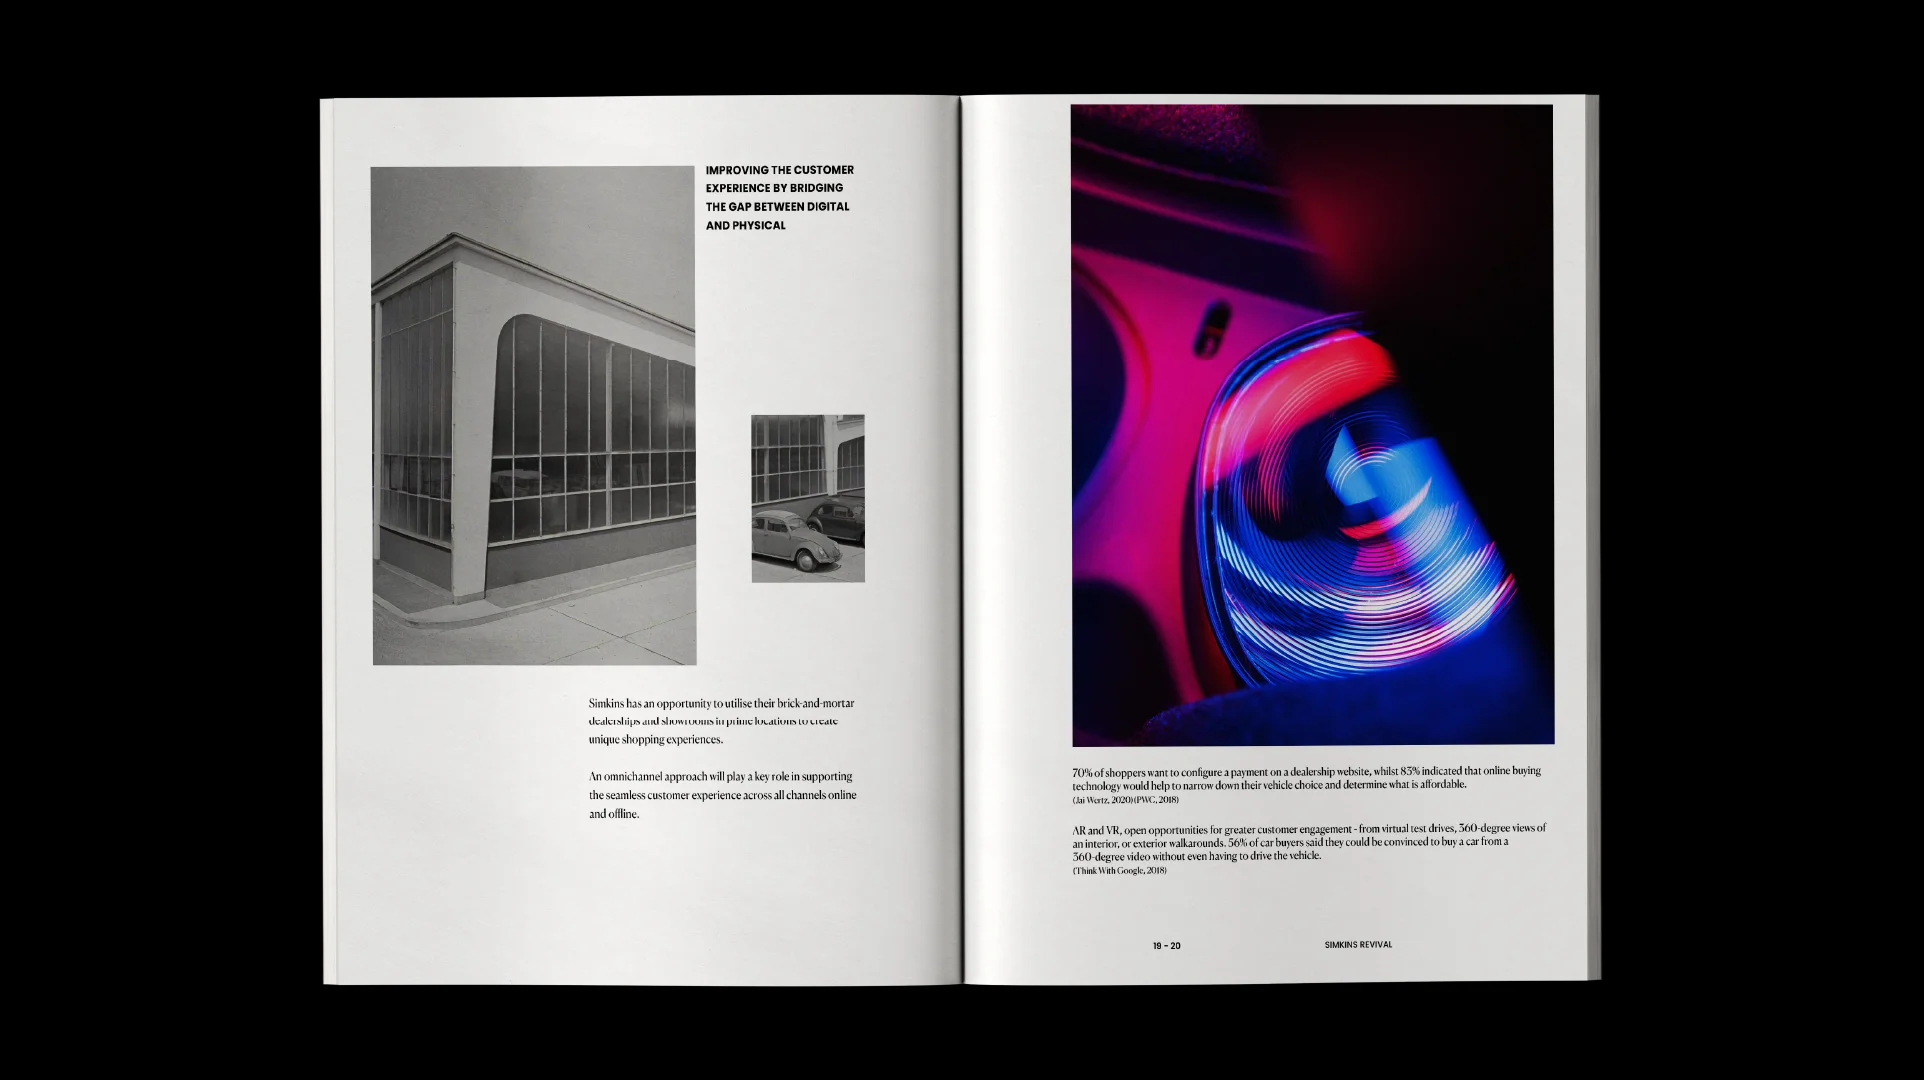 IMPROVING THE CUSTOMER
EXPERIENCE BY BRIDGING
THE GAP BETWEEN DIGITAL
AND PHYSICAL
Simkins has an opportunity to utilise their brick-and-mortar
dealerships and showrooms in prime locations to create
unique shopping experiences.
An omnichannel approach will play a key role in supporting
the seamless customer experience across all channels online
and offline.
70% of shoppers want to configure a payment on a dealership website, whilst 83% indicated that online buying
technology would help to narrow down their vehicle choice and determine what is affordable.
(Jai Wertz, 2020) (PWC, 2018)
AR and VR, open opportunities for greater customer engagement - from virtual test drives, 360-degree views of
an interior, or exterior walkarounds. 56% of car buyers said they could be convinced to buy a car from a
360-degree video without even having to drive the vehicle.
(Think With Google, 2018)
19 - 20
SIMKINS REVIVAL